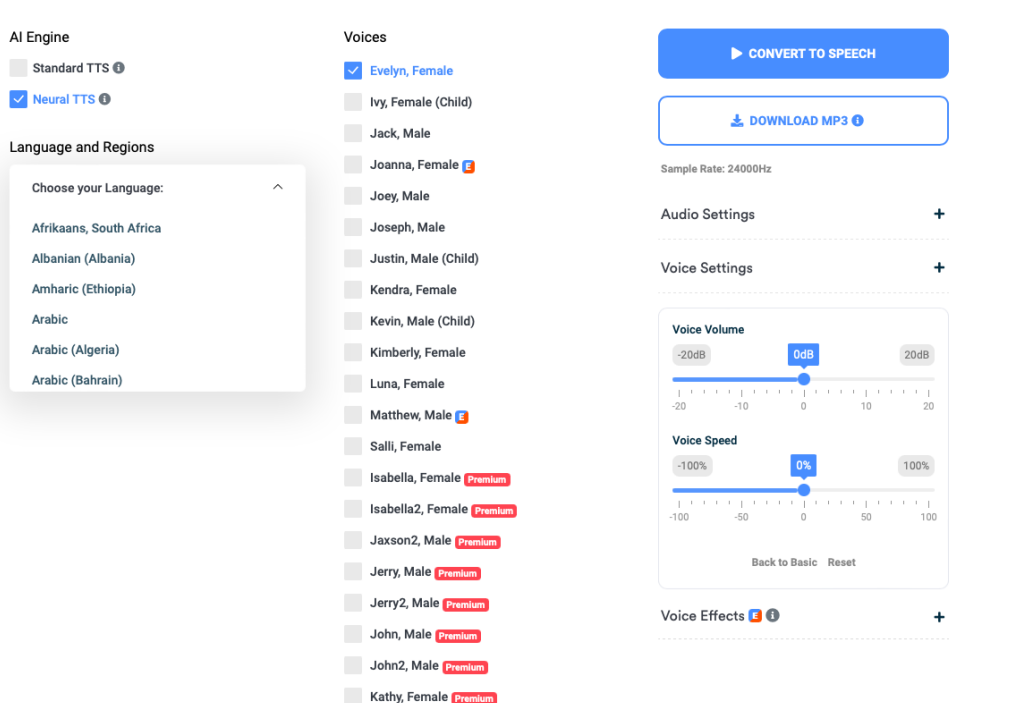 AI Engine
Standard TTS
Neural TTS
Language and Regions
Choose your Language:
Afrikaans, South Africa
Albanian (Albania)
Amharic (Ethiopia)
Arabic
Arabic (Algeria)
Arabic (Bahrain)
Voices
Evelyn, Female
Ivy, Female (Child)
Jack, Male
Joanna, Female E
Joey, Male
Joseph, Male
Justin, Male (Child)
Kendra, Female
Kevin, Male (Child)
Kimberly, Female
Luna, Female
Matthew, Male E
Salli, Female
Isabella, Female Premium
Isabella2, Female Premium
Jaxson2, Male Premium
Jerry, Male Premium
Jerry2, Male Premium
John, Male Premium
John2, Male Premium
Kathy, Female Premium
CONVERT TO SPEECH
DOWNLOAD MP3
Sample Rate: 24000Hz
Audio Settings +
Voice Settings +
Voice Volume
-20dB 0dB 20dB
-20 -10 0 10 20
Voice Speed
-100% 0% 100%
-100 -50 0 50 100
Back to Basic Reset
Voice Effects E +